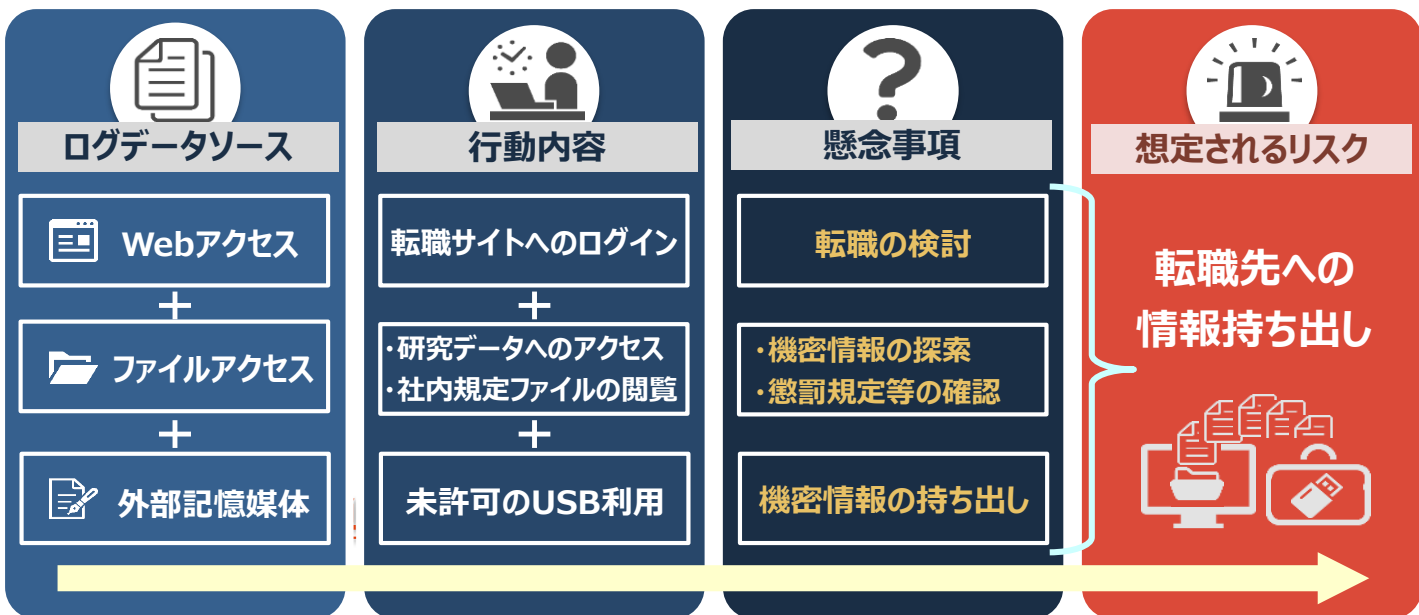 ログデータソース
行動内容
懸念事項
想定されるリスク
Webアクセス
転職サイトへのログイン
転職の検討
+
+
ファイルアクセス
・研究データへのアクセス
・社内規定ファイルの閲覧
・機密情報の探索
・懲罰規定等の確認
+
+
外部記憶媒体
未許可のUSB利用
機密情報の持ち出し
転職先への
情報持ち出し